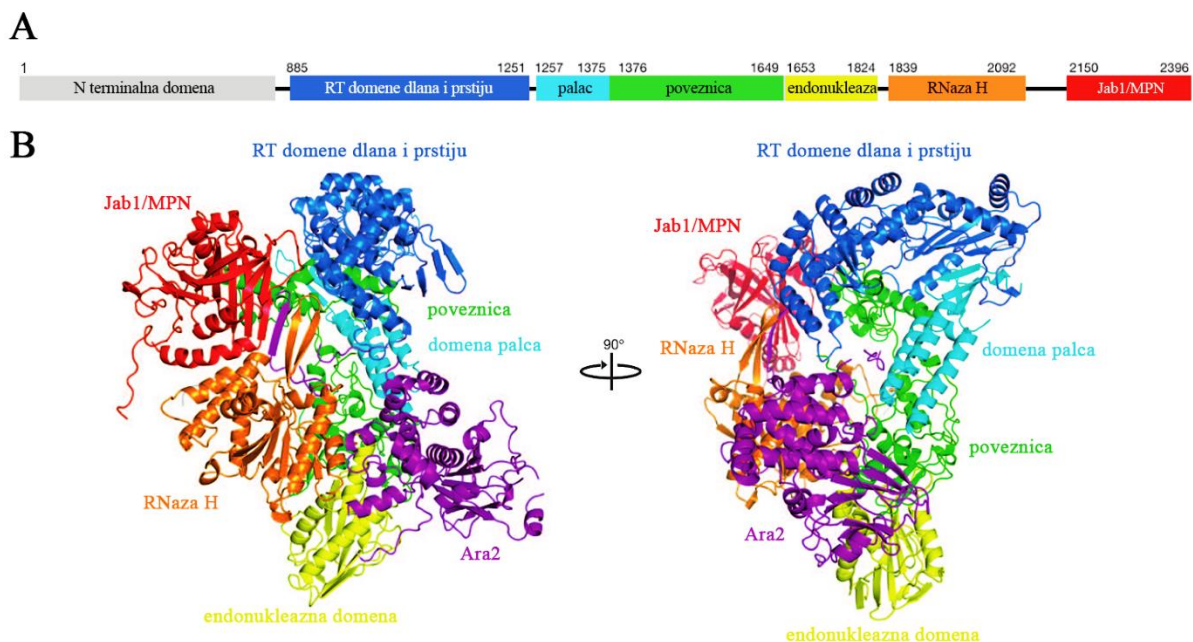 A
1 885 1251 1257 1375 1376 1649 1653 1824 1839 2092 2150 2396
N terminalna domena RT domene dlana i prstiju palac poveznica endonukleaza RNaza H Jab1/MPN
B
RT domene dlana i prstiju
Jab1/MPN
poveznica
domena palca
RNaza H
Ara2
endonukleazna domena
90°
RT domene dlana i prstiju
Jab1/MPN
RNaza H
domena palca
poveznica
Ara2
endonukleazna domena